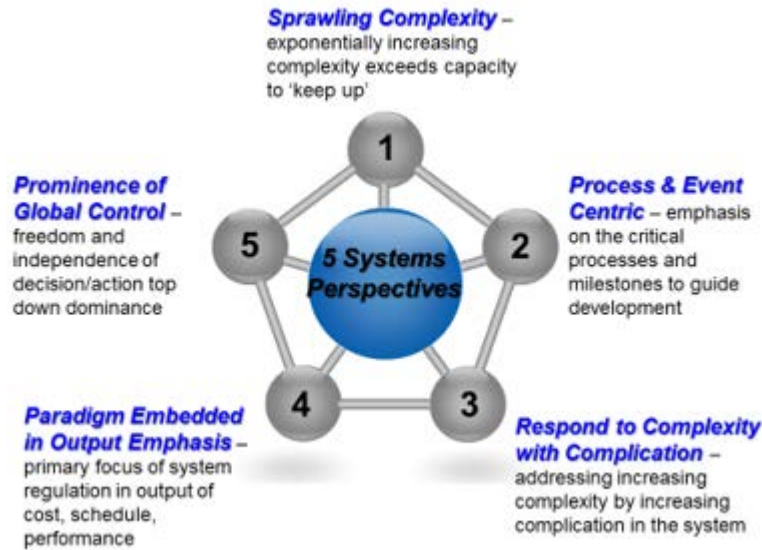 Sprawling Complexity –
exponentially increasing
complexity exceeds capacity
to ‘keep up’
1
Prominence of
Global Control –
freedom and
independence of
decision/action top
down dominance
5
5 Systems
Perspectives
2
Process & Event
Centric – emphasis
on the critical
processes and
milestones to guide
development
Paradigm Embedded
in Output Emphasis –
primary focus of system
regulation in output of
cost, schedule,
performance
4
3
Respond to Complexity
with Complication –
addressing increasing
complexity by increasing
complication in the system